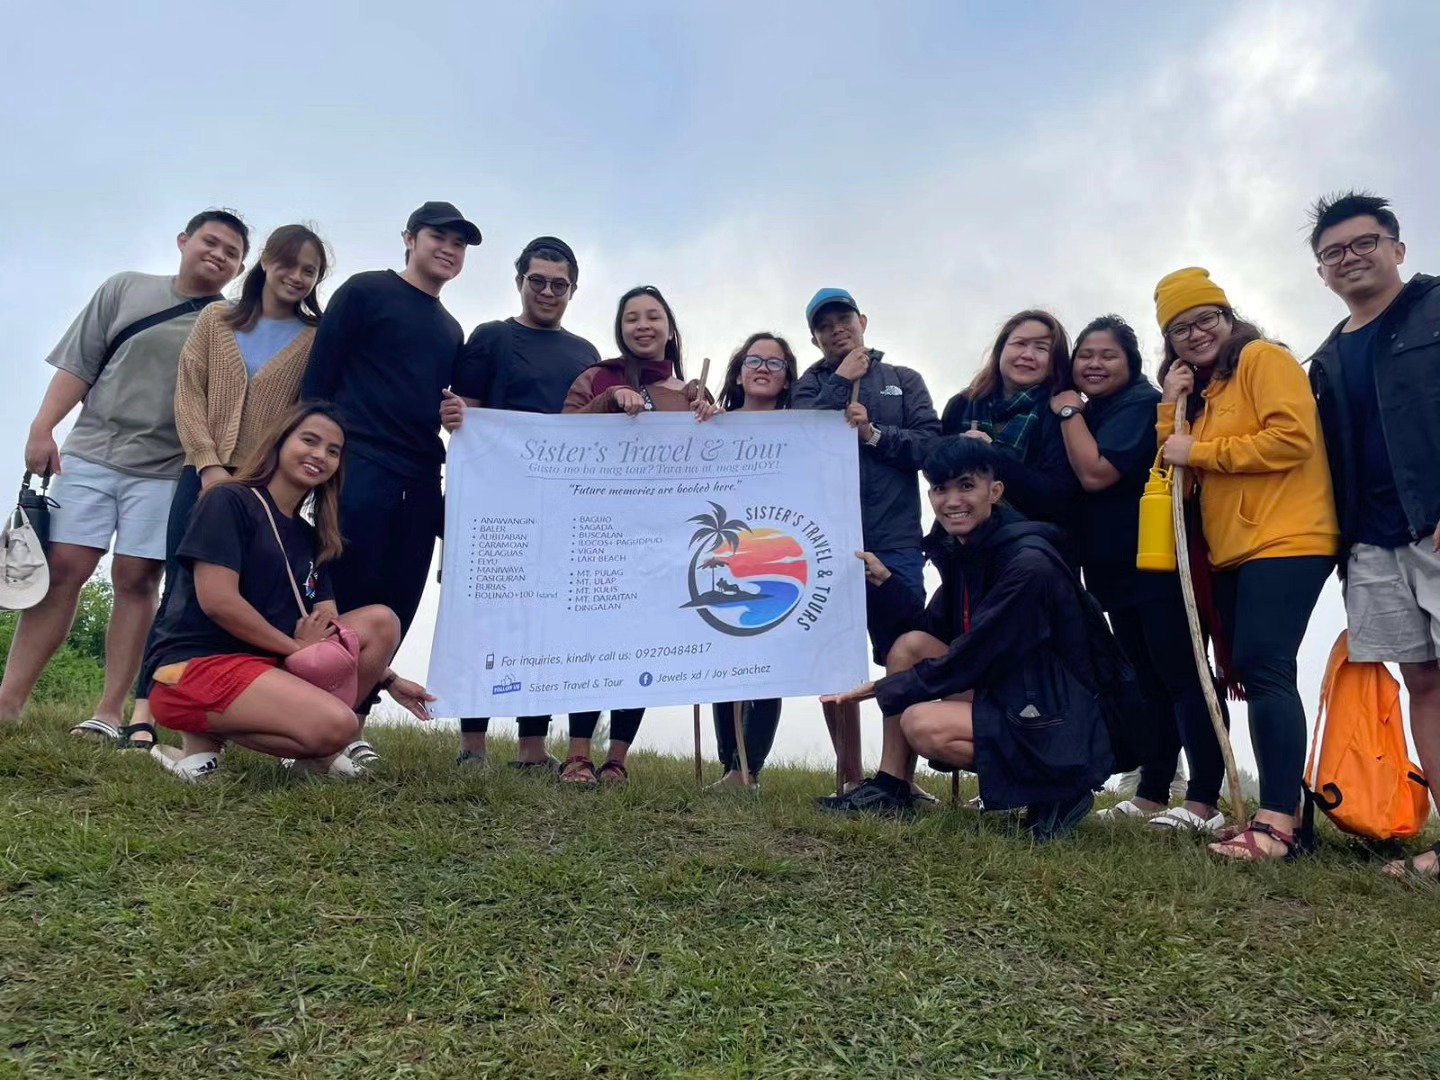 Sister's Travel & Tour
Gusto mo ba mag tour? Tara na at mag enJOY!
"Future memories are booked here."
• ANAWANGIN
• BALER
• ALIBIJABAN
• CARAMOAN
• CALAGUAS
• ELYU
• MANIWAYA
• CASIGURAN
• BURIAS
• BOLINAO+100 Island
• BAGUIO
• SAGADA
• BUSCALAN
• ILOCOS+ PAGUDPUD
• VIGAN
• LAKI BEACH
• MT. PULAG
• MT. ULAP
• MT. KULIS
• MT. DARAITAN
• DINGALAN
SISTER'S TRAVEL & TOURS
For inquiries, kindly call us: 09270484817
FOLLOW US
Sisters Travel & Tour
Jewels xd / Joy Sanchez